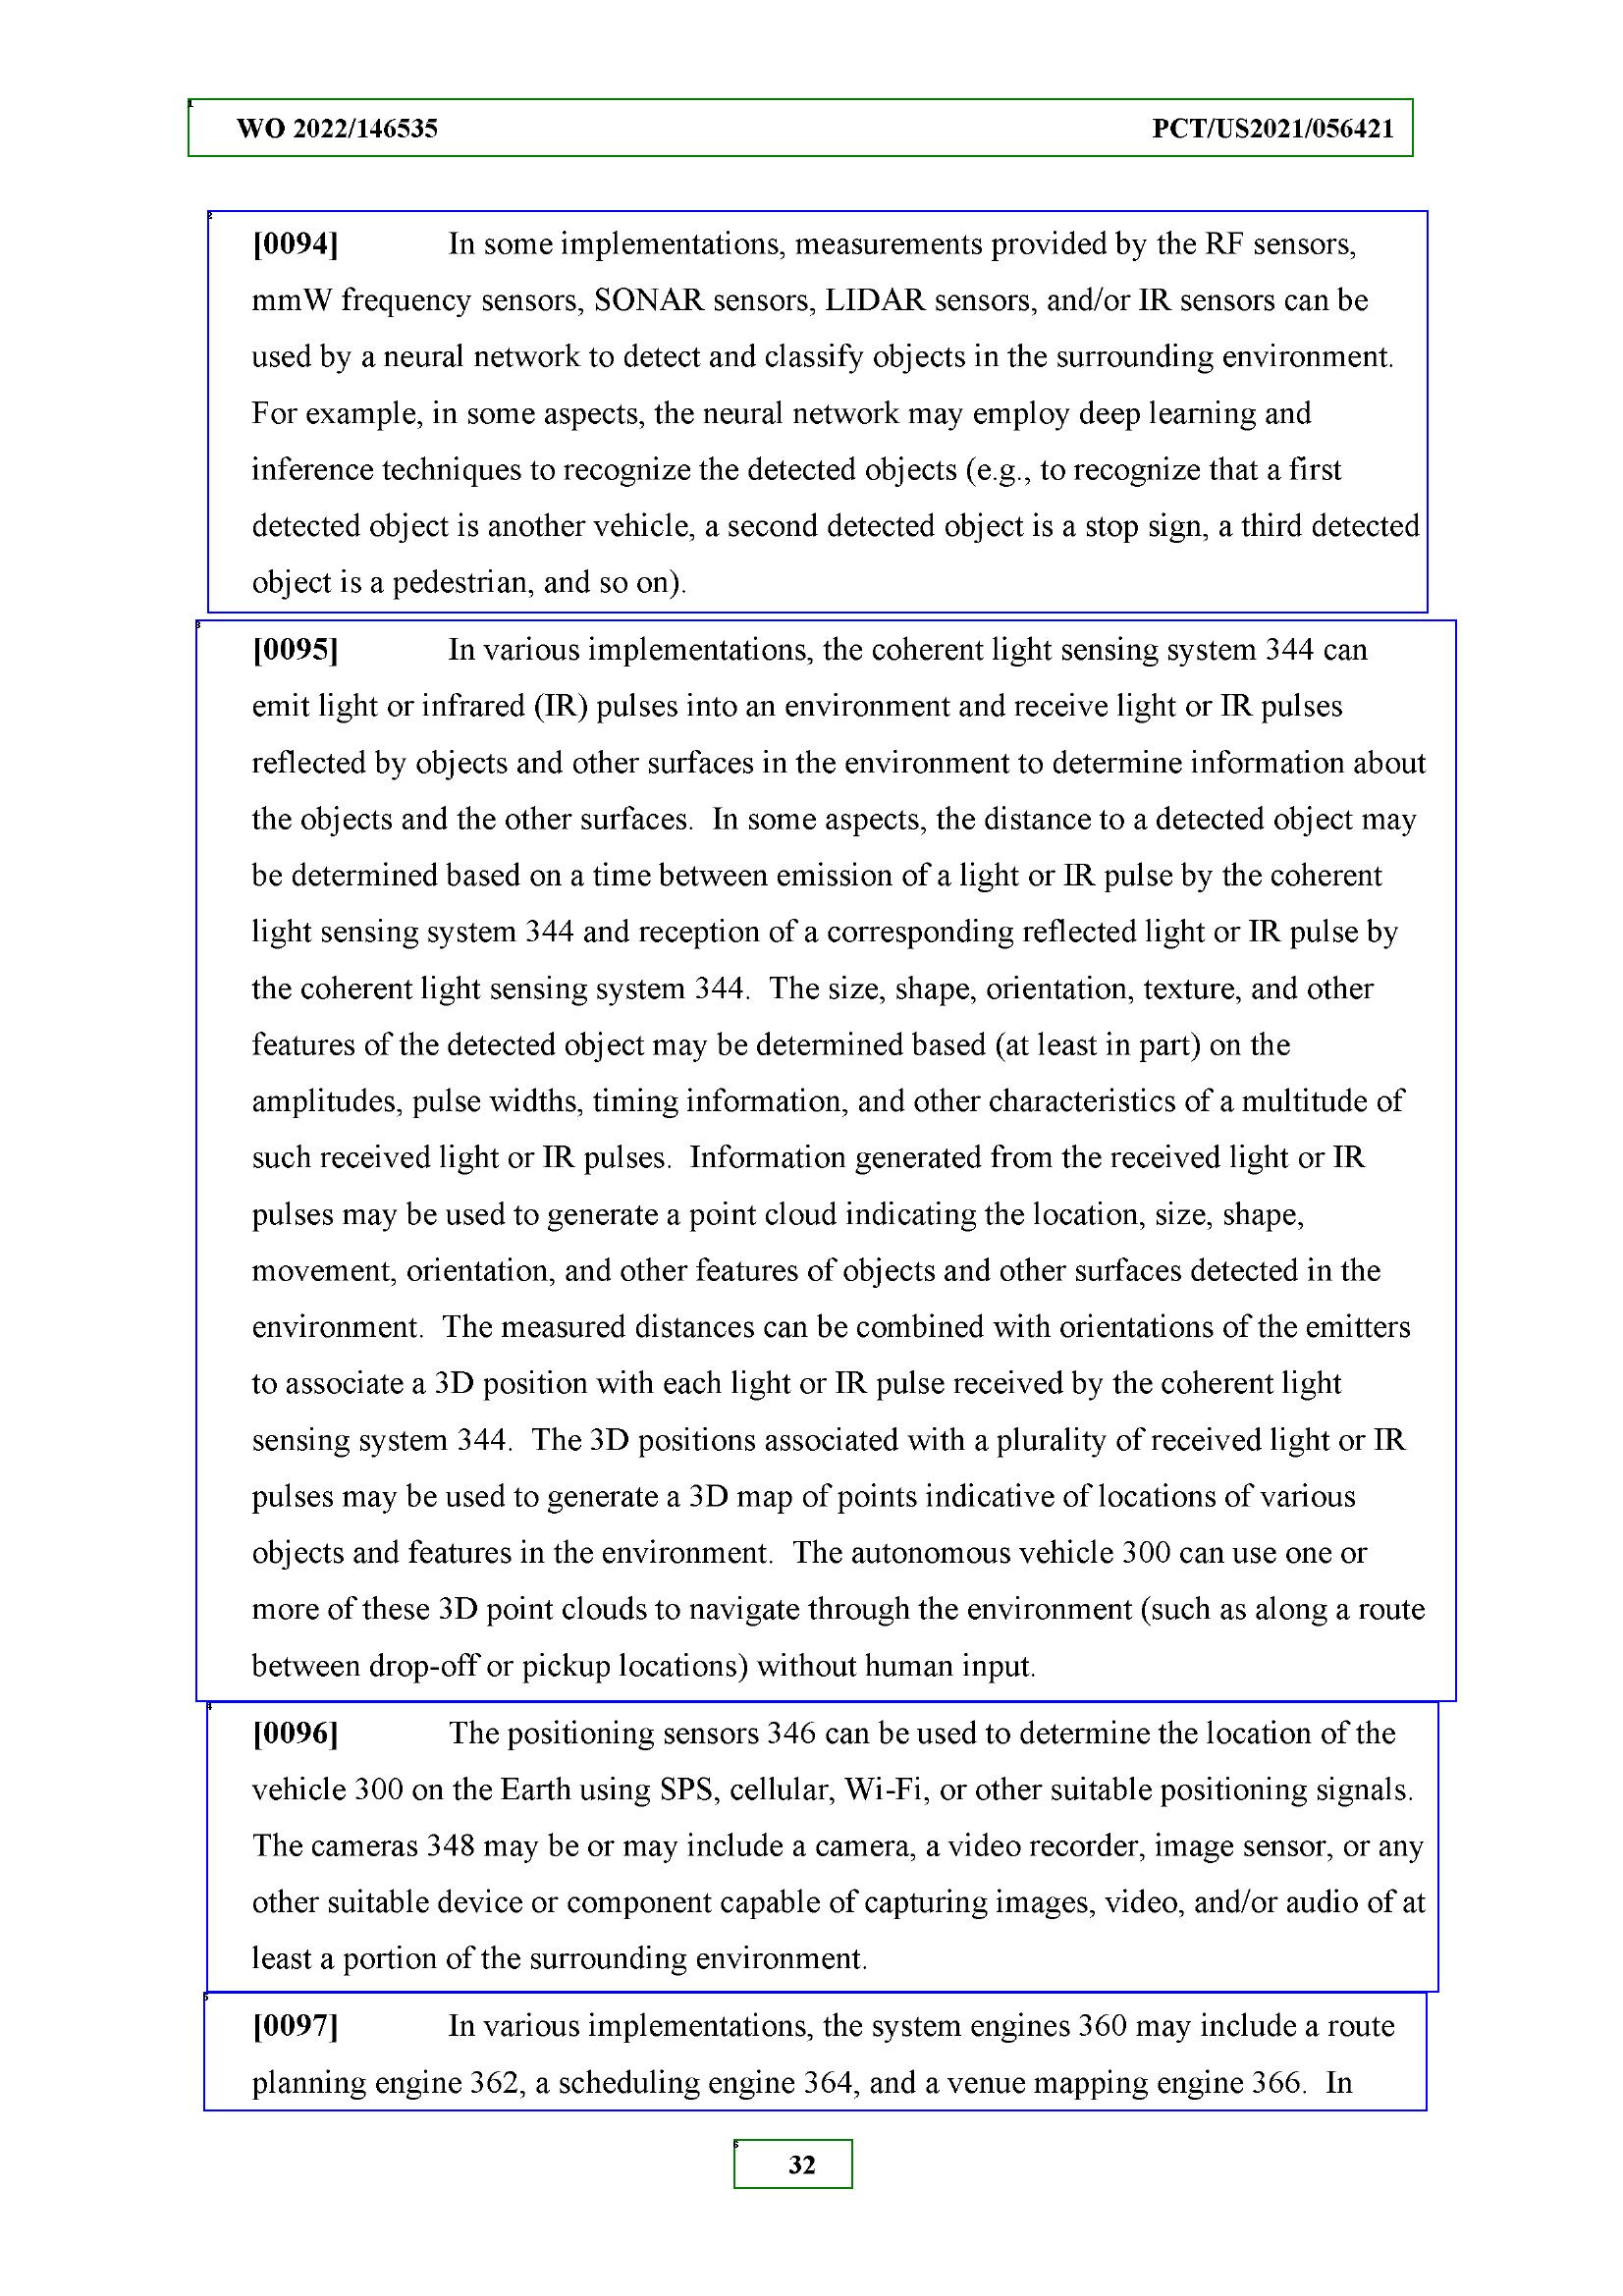 WO 2022/146535 PCT/US2021/056421
[0094] In some implementations, measurements provided by the RF sensors,
mmW frequency sensors, SONAR sensors, LIDAR sensors, and/or IR sensors can be
used by a neural network to detect and classify objects in the surrounding environment.
For example, in some aspects, the neural network may employ deep learning and
inference techniques to recognize the detected objects (e.g., to recognize that a first
detected object is another vehicle, a second detected object is a stop sign, a third detected
object is a pedestrian, and so on).
[0095] In various implementations, the coherent light sensing system 344 can
emit light or infrared (IR) pulses into an environment and receive light or IR pulses
reflected by objects and other surfaces in the environment to determine information about
the objects and the other surfaces. In some aspects, the distance to a detected object may
be determined based on a time between emission of a light or IR pulse by the coherent
light sensing system 344 and reception of a corresponding reflected light or IR pulse by
the coherent light sensing system 344. The size, shape, orientation, texture, and other
features of the detected object may be determined based (at least in part) on the
amplitudes, pulse widths, timing information, and other characteristics of a multitude of
such received light or IR pulses. Information generated from the received light or IR
pulses may be used to generate a point cloud indicating the location, size, shape,
movement, orientation, and other features of objects and other surfaces detected in the
environment. The measured distances can be combined with orientations of the emitters
to associate a 3D position with each light or IR pulse received by the coherent light
sensing system 344. The 3D positions associated with a plurality of received light or IR
pulses may be used to generate a 3D map of points indicative of locations of various
objects and features in the environment. The autonomous vehicle 300 can use one or
more of these 3D point clouds to navigate through the environment (such as along a route
between drop-off or pickup locations) without human input.
[0096] The positioning sensors 346 can be used to determine the location of the
vehicle 300 on the Earth using SPS, cellular, Wi-Fi, or other suitable positioning signals.
The cameras 348 may be or may include a camera, a video recorder, image sensor, or any
other suitable device or component capable of capturing images, video, and/or audio of at
least a portion of the surrounding environment.
[0097] In various implementations, the system engines 360 may include a route
planning engine 362, a scheduling engine 364, and a venue mapping engine 366. In
32